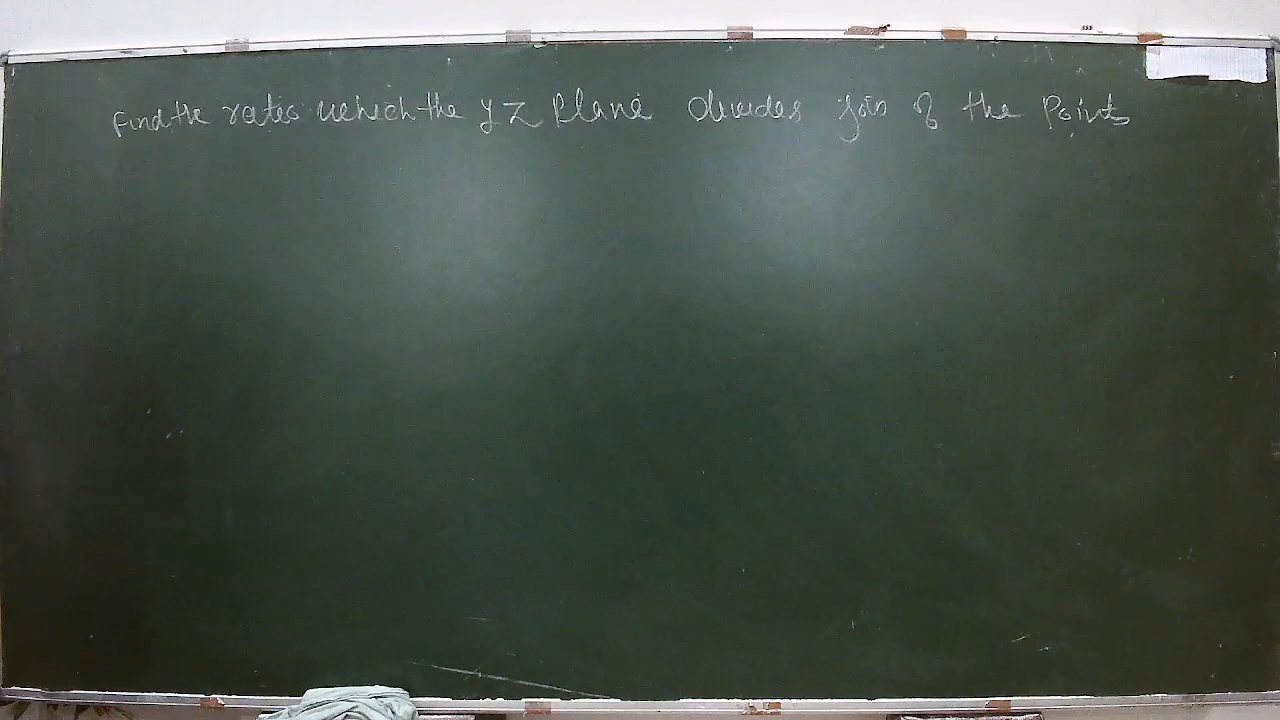 Find the ratio which the yz plane divides join of the points